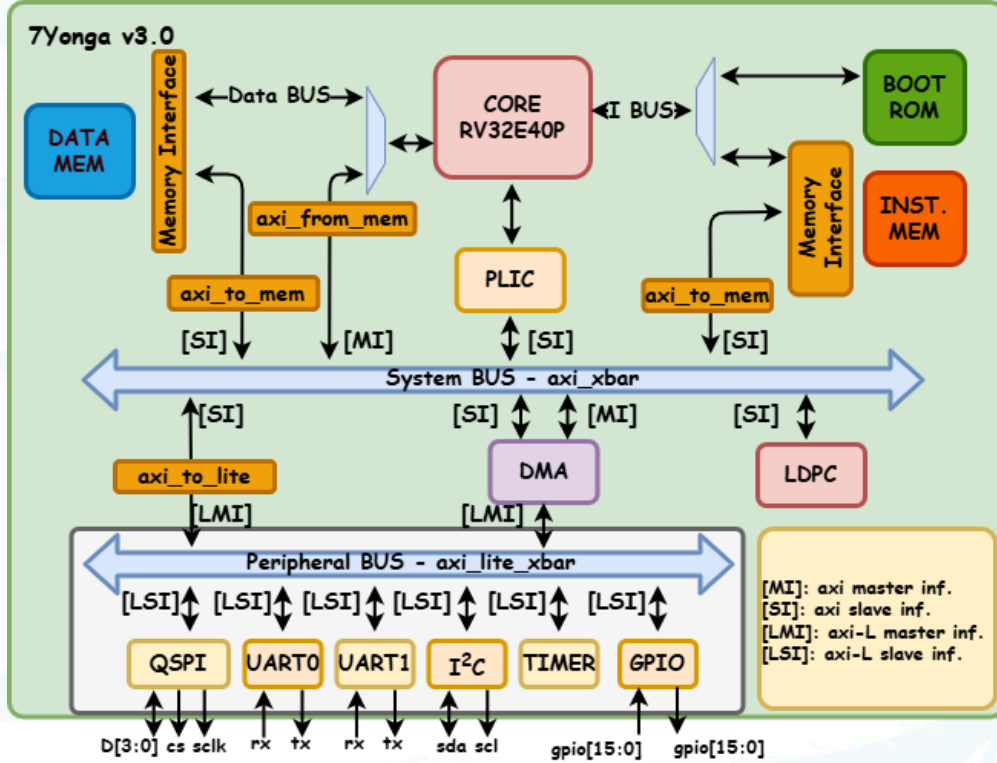 7Yonga v3.0
DATA
MEM
Memory Interface
Data BUS
CORE
RV32E40P
I BUS
BOOT
ROM
INST.
MEM
Memory
Interface
axi_from_mem
axi_to_mem
PLIC
axi_to_mem
[SI]
[MI]
[SI]
[SI]
System BUS - axi_xbar
[SI]
[SI]
[MI]
[SI]
axi_to_lite
DMA
LDPC
[LMI]
[LMI]
Peripheral BUS - axi_lite_xbar
[LSI]
[LSI]
[LSI]
[LSI]
[LSI]
[LSI]
QSPI
UART0
UART1
I²C
TIMER
GPIO
D[3:0]
cs
sclk
rx
tx
rx
tx
sda
scl
gpio[15:0]
gpio[15:0]
[MI]: axi master inf.
[SI]: axi slave inf.
[LMI]: axi-L master inf.
[LSI]: axi-L slave inf.